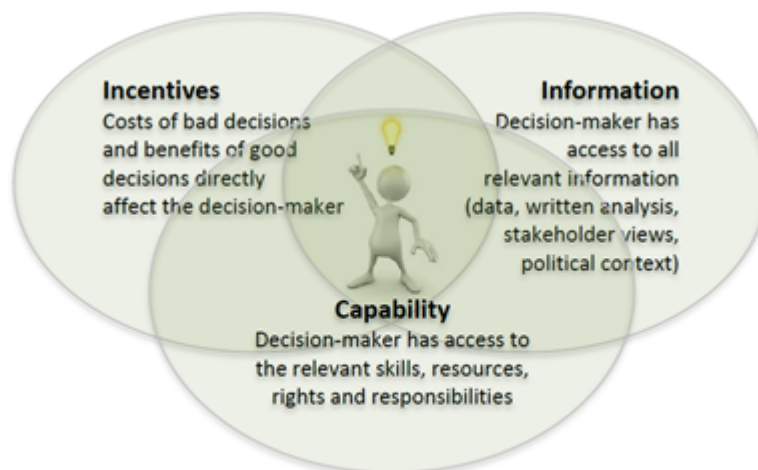 Incentives
Costs of bad decisions
and benefits of good
decisions directly
affect the decision-maker
Information
Decision-maker has
access to all
relevant information
(data, written analysis,
stakeholder views,
political context)
Capability
Decision-maker has access to
the relevant skills, resources,
rights and responsibilities